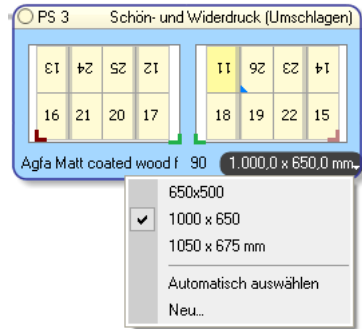 PS 3 Schön- und Widerdruck (Umschlagen)
13 24 25 12 11 26 23 14
16 21 20 17 18 19 22 15
Agfa Matt coated wood f 90 1.000,0 x 650,0 mm
650x500
1000 x 650
1050 x 675 mm
Automatisch auswählen
Neu...